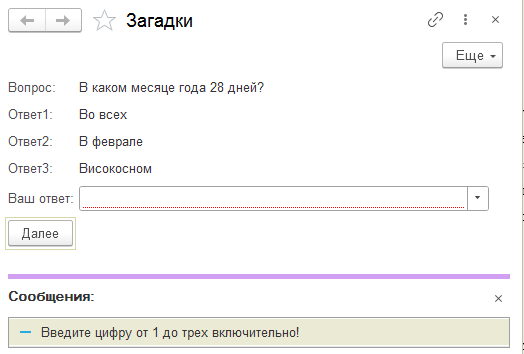 Загадки
Еще
Вопрос: В каком месяце года 28 дней?
Ответ1: Во всех
Ответ2: В феврале
Ответ3: Високосном
Ваш ответ:
Далее
Сообщения:
Введите цифру от 1 до трех включительно!